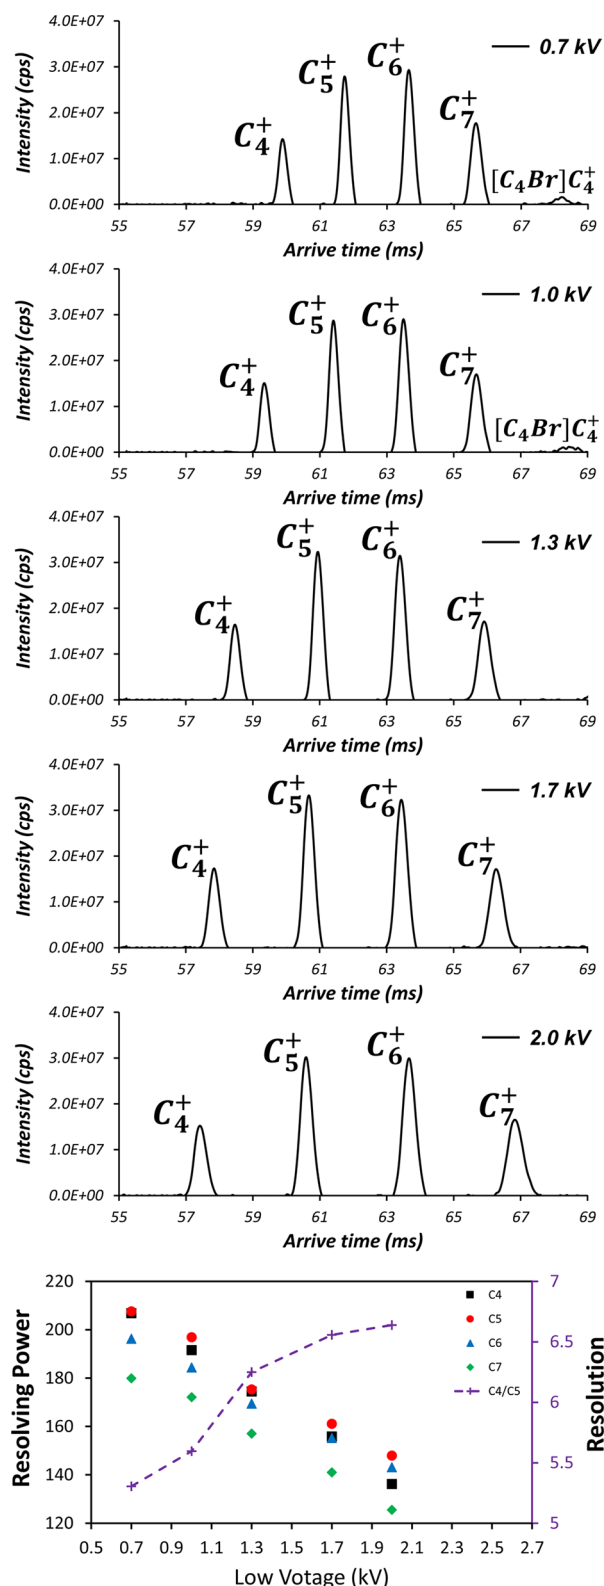 4.0E+07
0.7 kV
C₆⁺
C₅⁺
3.0E+07
C₇⁺
C₄⁺
2.0E+07
[C₄Br]C₄⁺
1.0E+07
0.0E+00
Intensity (cps)
55 57 59 61 63 65 67 69
Arrive time (ms)
4.0E+07
1.0 kV
C₅⁺ C₆⁺
3.0E+07
C₄⁺ C₇⁺
2.0E+07
[C₄Br]C₄⁺
1.0E+07
0.0E+00
Intensity (cps)
55 57 59 61 63 65 67 69
Arrive time (ms)
4.0E+07
C₅⁺ C₆⁺
1.3 kV
3.0E+07
C₄⁺ C₇⁺
2.0E+07
1.0E+07
0.0E+00
Intensity (cps)
55 57 59 61 63 65 67 69
Arrive time (ms)
4.0E+07
1.7 kV
C₅⁺ C₆⁺
3.0E+07
C₄⁺ C₇⁺
2.0E+07
1.0E+07
0.0E+00
Intensity (cps)
55 57 59 61 63 65 67 69
Arrive time (ms)
4.0E+07
2.0 kV
C₅⁺ C₆⁺
3.0E+07
C₄⁺ C₇⁺
2.0E+07
1.0E+07
0.0E+00
Intensity (cps)
55 57 59 61 63 65 67 69
Arrive time (ms)
220
200
180
160
140
120
Resolving Power
C4
C5
C6
C7
C4/C5
7
6.5
6
5.5
5
Resolution
0.5 0.7 0.9 1.1 1.3 1.5 1.7 1.9 2.1 2.3 2.5 2.7
Low Votage (kV)